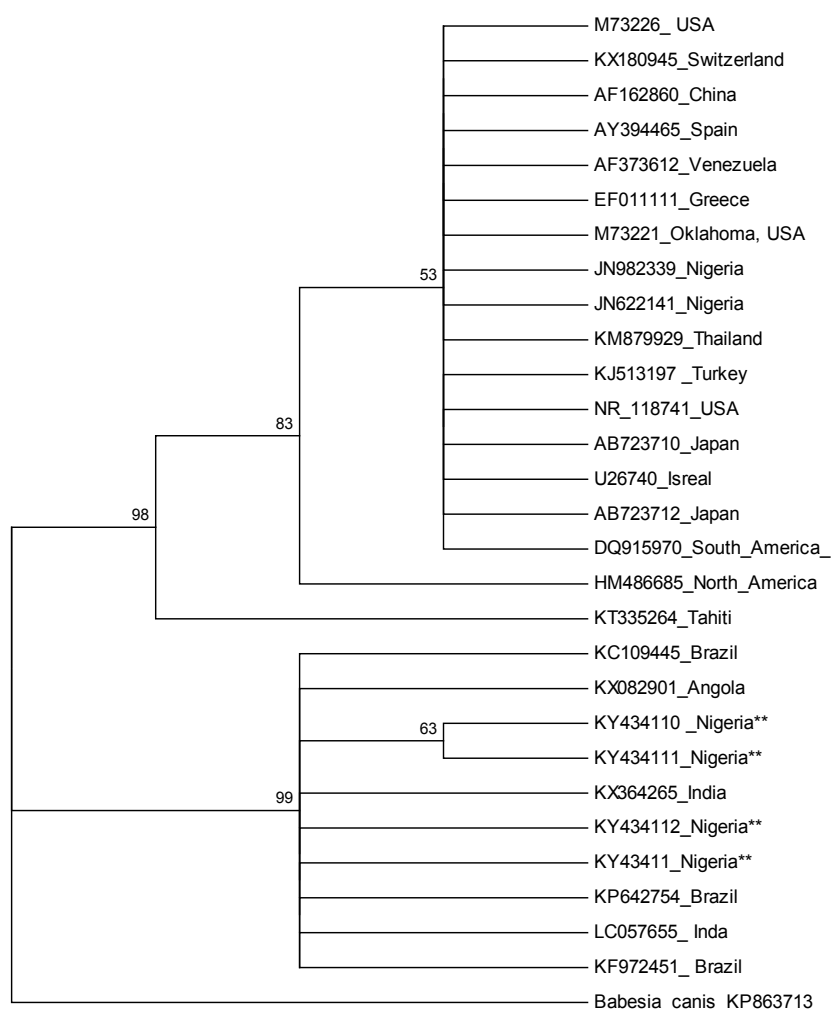 M73226_ USA
KX180945_Switzerland
AF162860_China
AY394465_Spain
AF373612_Venezuela
EF011111_Greece
M73221_Oklahoma, USA
53
JN982339_Nigeria
JN622141_Nigeria
KM879929_Thailand
KJ513197 _Turkey
NR_118741_USA
83
AB723710_Japan
U26740_Isreal
98
AB723712_Japan
DQ915970_South_America_
HM486685_North_America
KT335264_Tahiti
KC109445_Brazil
KX082901_Angola
63
KY434110 _Nigeria**
KY434111_Nigeria**
99
KX364265_India
KY434112_Nigeria**
KY43411_Nigeria**
KP642754_Brazil
LC057655_ Inda
KF972451_ Brazil
Babesia canis KP863713